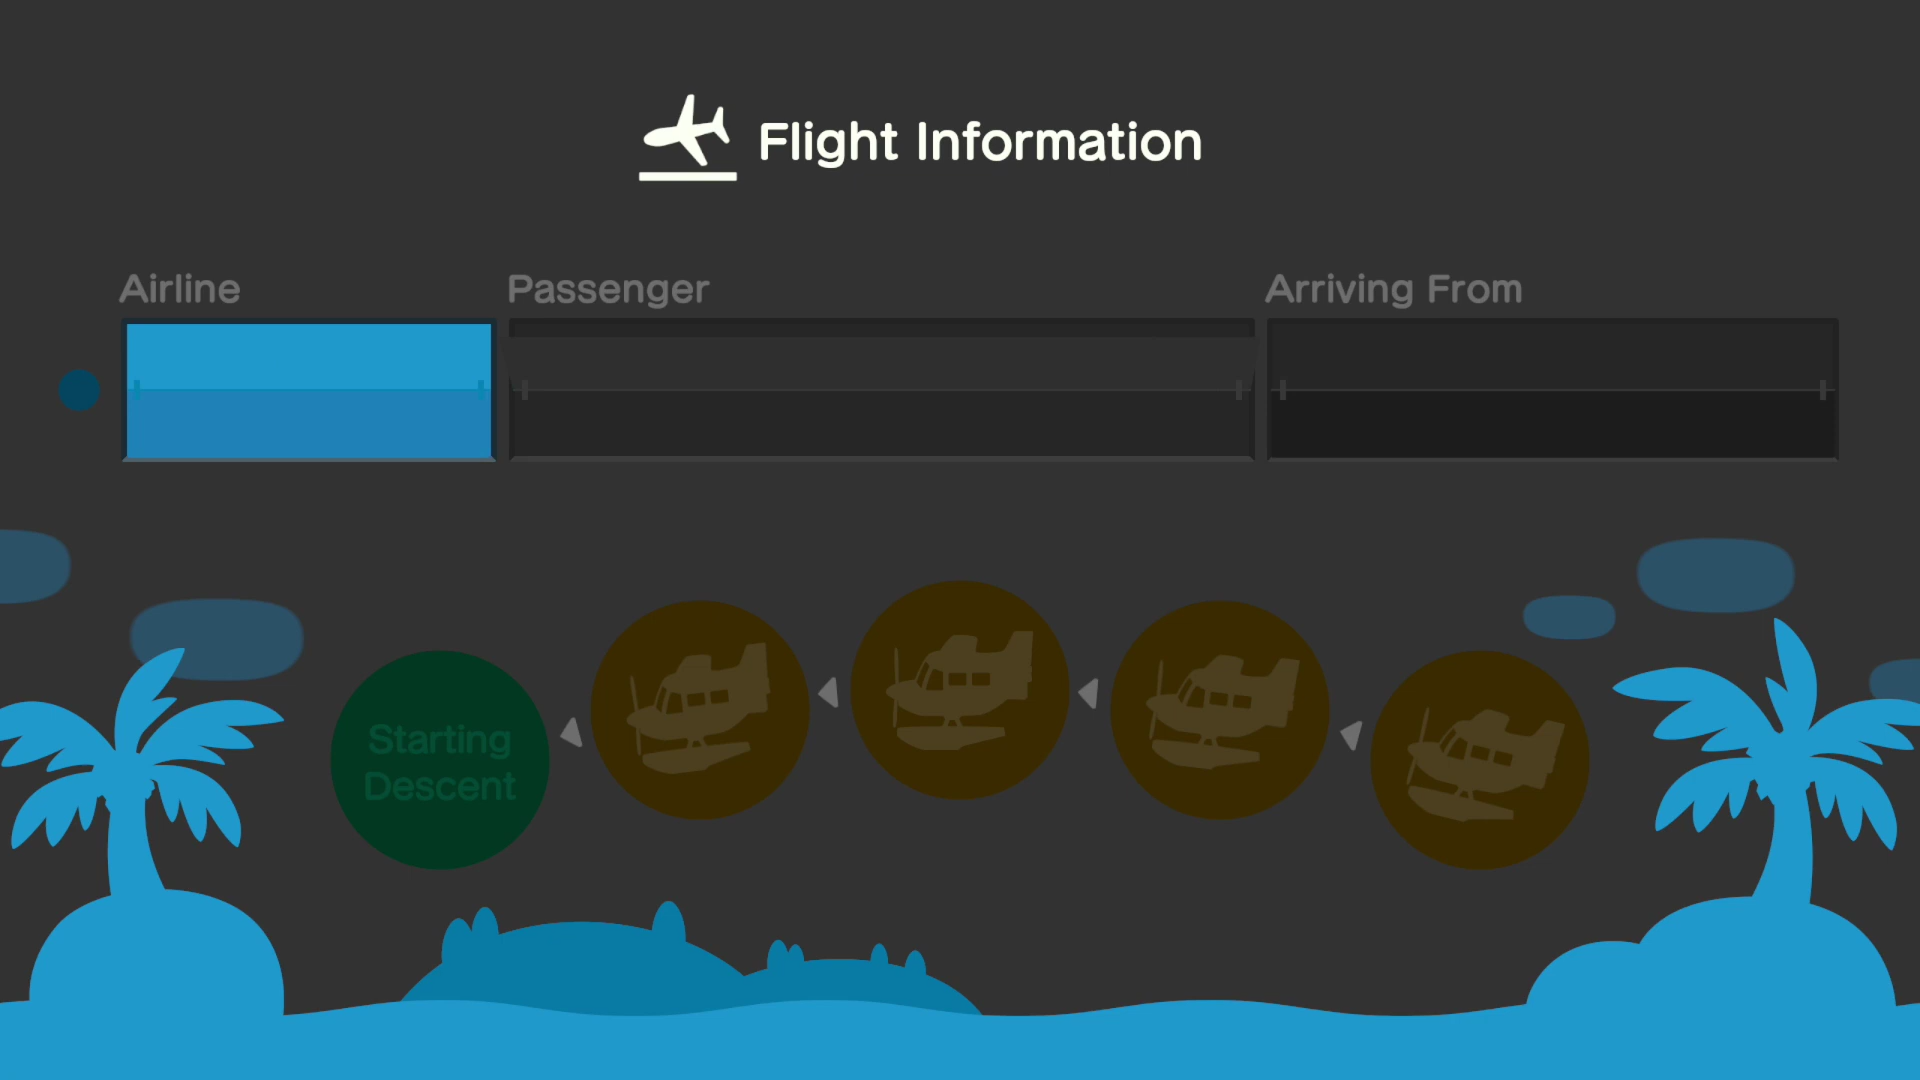 Flight Information
Airline
Passenger
Arriving From
Starting
Descent